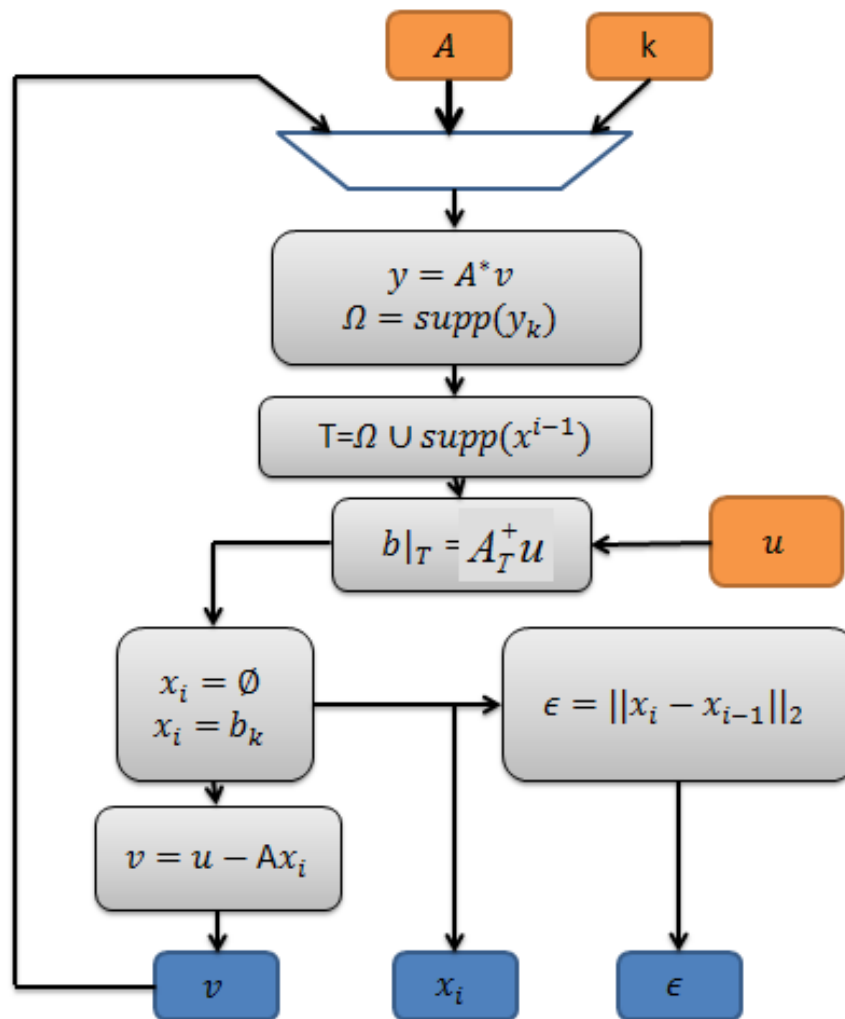 A
k
y = A*v
Ω = supp(y_k)
T=Ω ∪ supp(x^{i−1})
b|_T = A_T^+ u
u
x_i = ∅
x_i = b_k
ϵ = ||x_i − x_{i−1}||_2
v = u − Ax_i
v
x_i
ϵ